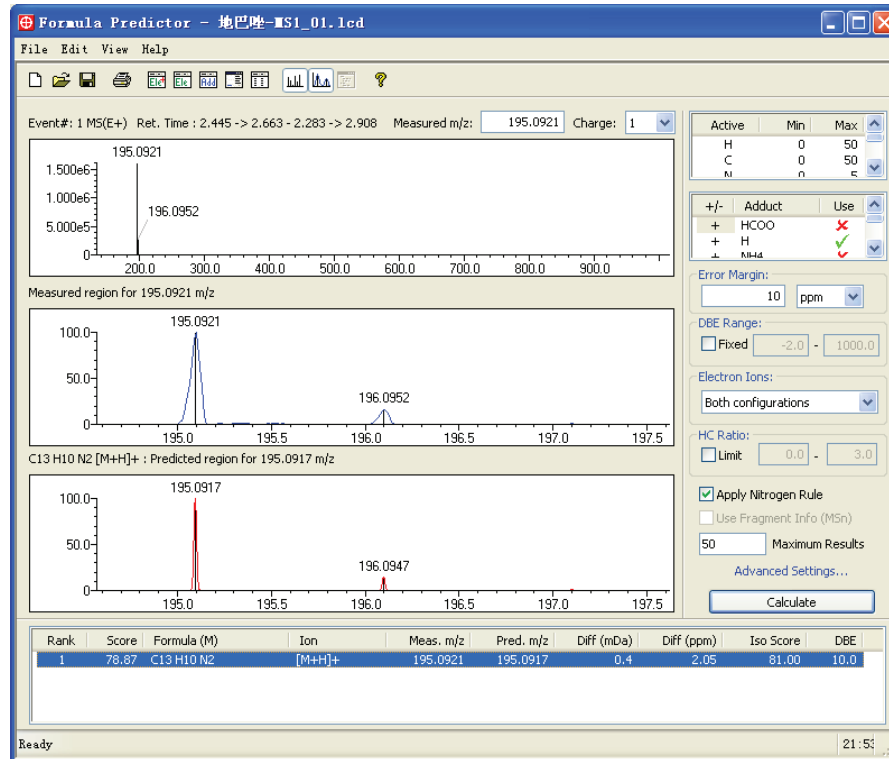 Formula Predictor - 地巴唑-MS1_01.lcd
File Edit View Help
Event#: 1 MS(E+) Ret. Time : 2.445 -> 2.663 - 2.283 -> 2.908 Measured m/z: 195.0921 Charge: 1
195.0921
1.500e6
1.000e6
196.0952
5.000e5
0
200.0 300.0 400.0 500.0 600.0 700.0 800.0 900.0
Measured region for 195.0921 m/z
195.0921
100.0
50.0
196.0952
0
195.0 195.5 196.0 196.5 197.0 197.5
C13 H10 N2 [M+H]+ : Predicted region for 195.0917 m/z
195.0917
100.0
50.0
196.0947
0
195.0 195.5 196.0 196.5 197.0 197.5
Active Min Max
H 0 50
C 0 50
N 0 5
+/- Adduct Use
+ HCOO
+ H
+ NH4
Error Margin:
10 ppm
DBE Range:
Fixed -2.0 - 1000.0
Electron Ions:
Both configurations
HC Ratio:
Limit 0.0 - 3.0
Apply Nitrogen Rule
Use Fragment Info (MSn)
50 Maximum Results
Advanced Settings...
Calculate
Rank Score Formula (M) Ion Meas. m/z Pred. m/z Diff (mDa) Diff (ppm) Iso Score DBE
1 78.87 C13 H10 N2 [M+H]+ 195.0921 195.0917 0.4 2.05 81.00 10.0
Ready 21:53